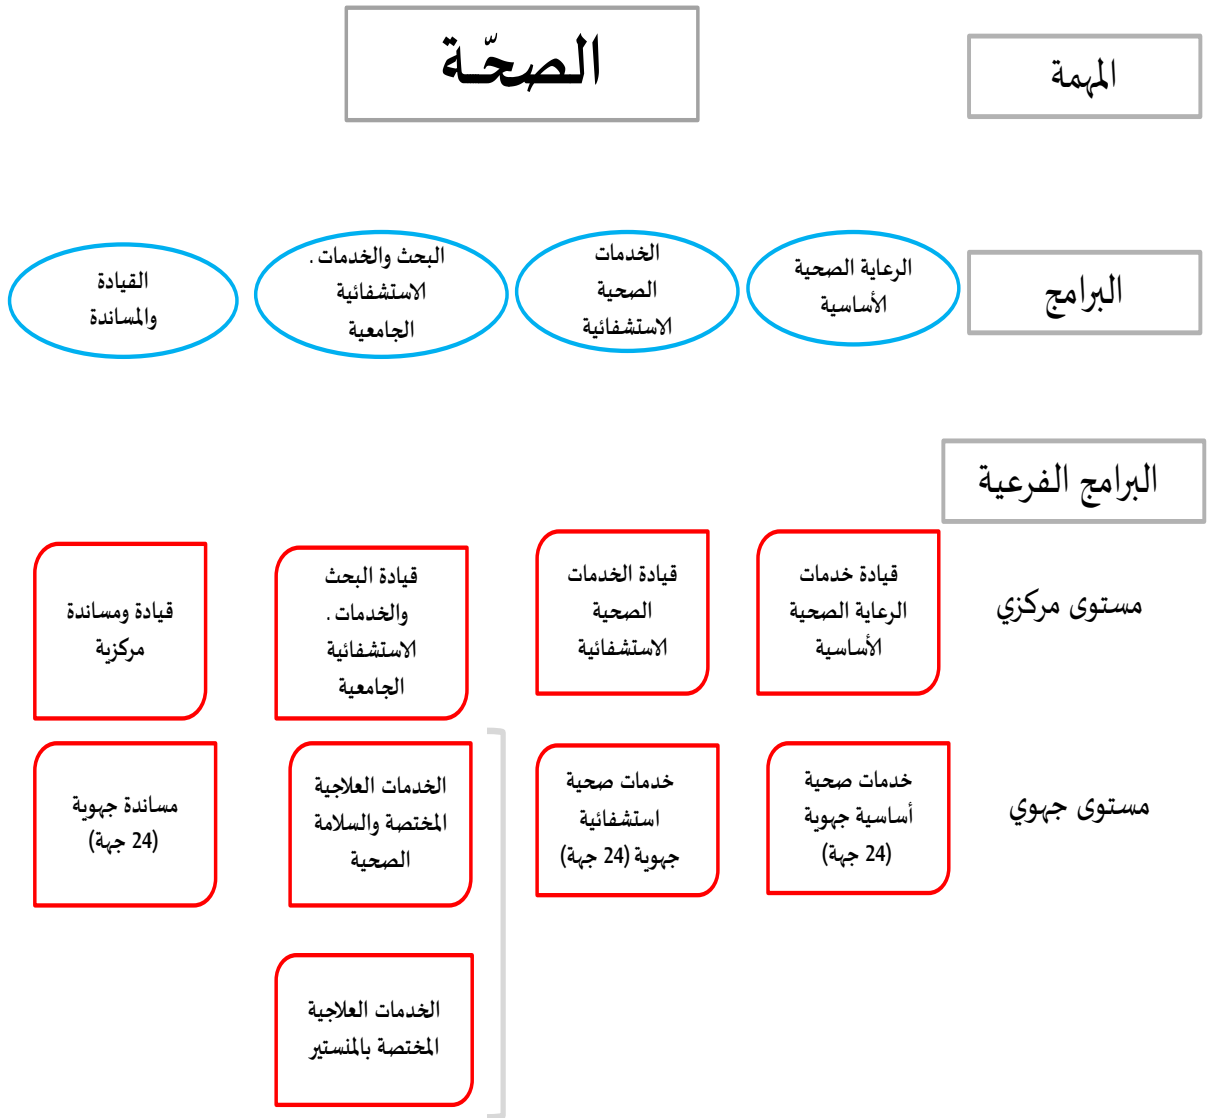 المهمة
الصحّة
البرامج
الرعاية الصحية
الأساسية
الخدمات
الصحية
الاستشفائية
البحث والخدمات .
الاستشفائية
الجامعية
القيادة
والمساندة
البرامج الفرعية
مستوى مركزي
قيادة خدمات
الرعاية الصحية
الأساسية
قيادة الخدمات
الصحية
الاستشفائية
قيادة البحث
والخدمات .
الاستشفائية
الجامعية
قيادة ومساندة
مركزية
مستوى جهوي
خدمات صحية
أساسية جهوية
(24 جهة)
خدمات صحية
استشفائية
جهوية (24 جهة)
الخدمات العلاجية
المختصة والسلامة
الصحية
مساندة جهوية
(24 جهة)
الخدمات العلاجية
المختصة بالمنستير